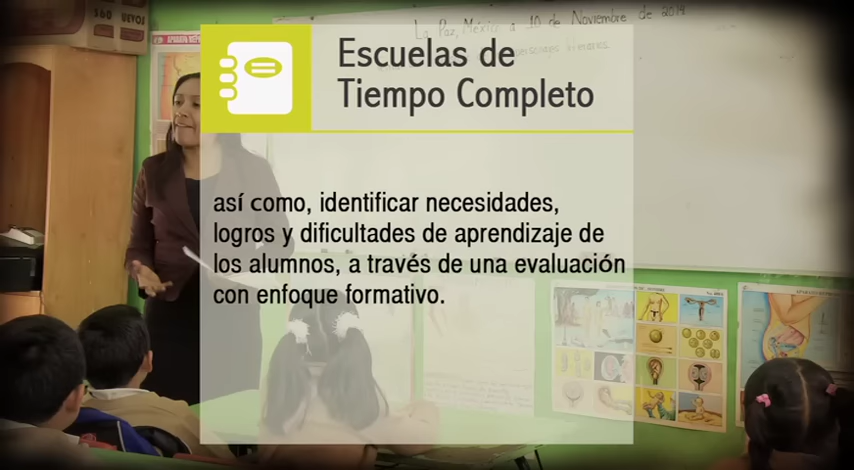 La Paz, México a 10 de Noviembre de 2014
Escuelas de
Tiempo Completo
así como, identificar necesidades,
logros y dificultades de aprendizaje de
los alumnos, a través de una evaluación
con enfoque formativo.